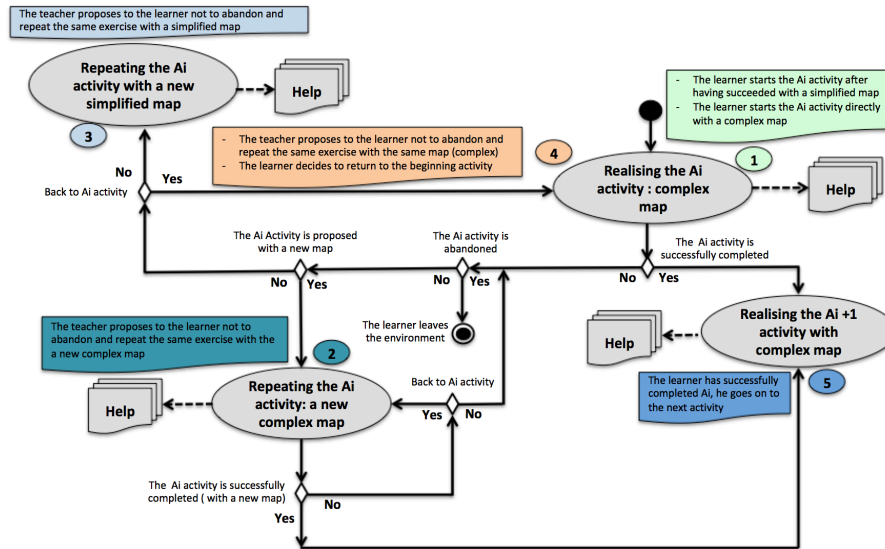 The teacher proposes to the learner not to abandon and
repeat the same exercise with a simplified map
Repeating the Ai
activity with a new
simplified map
Help
3
- The learner starts the Ai activity after
having succeeded with a simplified map
- The learner starts the Ai activity directly
with a complex map
- The teacher proposes to the learner not to abandon and
repeat the same exercise with the same map (complex)
- The learner decides to return to the beginning activity
4
1
Realising the Ai
activity : complex
map
Help
No
Yes
Back to Ai activity
The Ai Activity is proposed
with a new map
No
Yes
The Ai activity is
abandoned
No
Yes
The Ai activity is
successfully completed
No
Yes
The learner leaves
the environment
Realising the Ai +1
activity with
complex map
Help
5
The learner has successfully
completed Ai, he goes on to
the next activity
The teacher proposes to the learner not to
abandon and repeat the same exercise with the
a new complex map
2
Repeating the Ai
activity: a new
complex map
Help
Back to Ai activity
Yes
No
The Ai activity is successfully
completed ( with a new map)
No
Yes